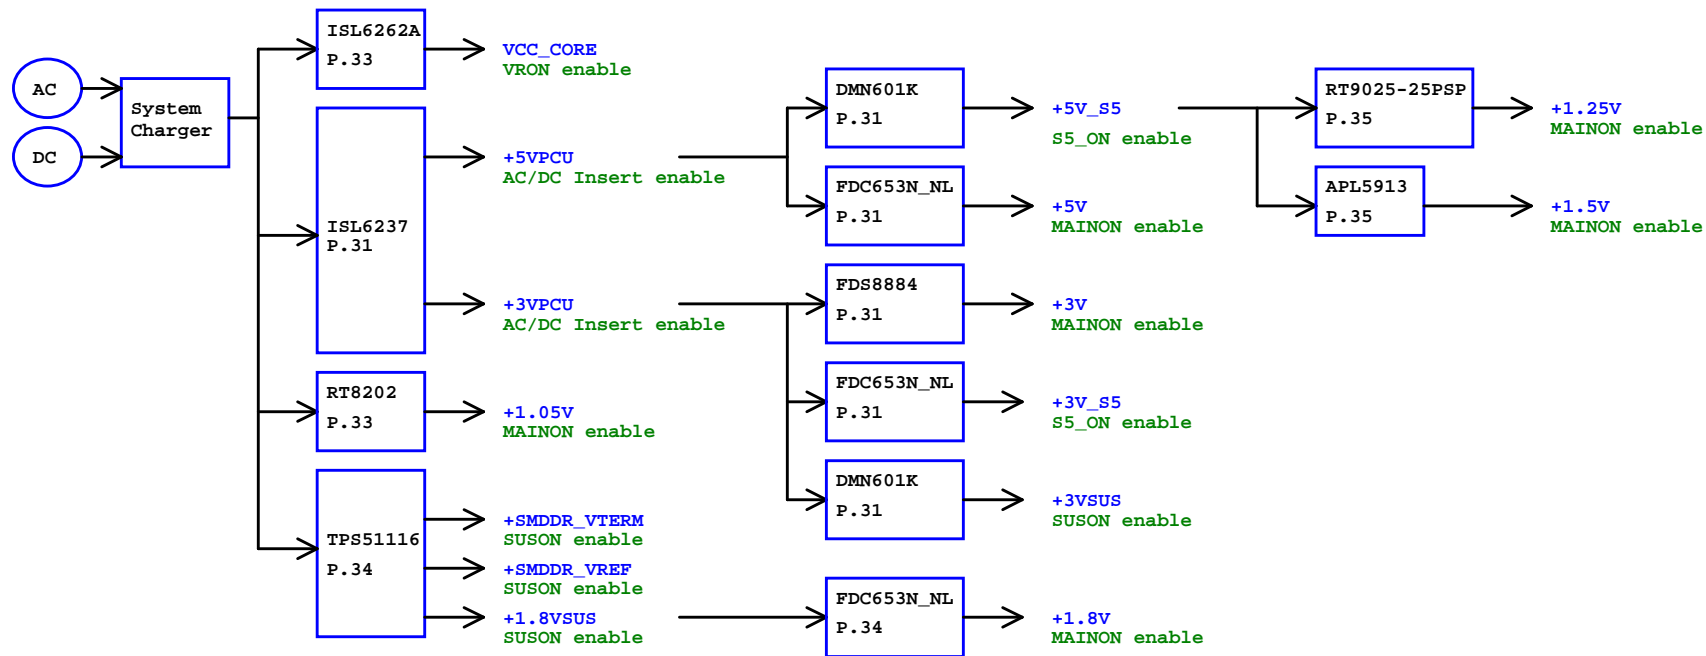 AC
DC
System
Charger
ISL6262A
P.33
VCC_CORE
VRON enable
ISL6237
P.31
+5VPCU
AC/DC Insert enable
+3VPCU
AC/DC Insert enable
RT8202
P.33
+1.05V
MAINON enable
TPS51116
P.34
+SMDDR_VTERM
SUSON enable
+SMDDR_VREF
SUSON enable
+1.8VSUS
SUSON enable
DMN601K
P.31
+5V_S5
S5_ON enable
FDC653N_NL
P.31
+5V
MAINON enable
FDS8884
P.31
+3V
MAINON enable
FDC653N_NL
P.31
+3V_S5
S5_ON enable
DMN601K
P.31
+3VSUS
SUSON enable
FDC653N_NL
P.34
+1.8V
MAINON enable
RT9025-25PSP
P.35
+1.25V
MAINON enable
APL5913
P.35
+1.5V
MAINON enable